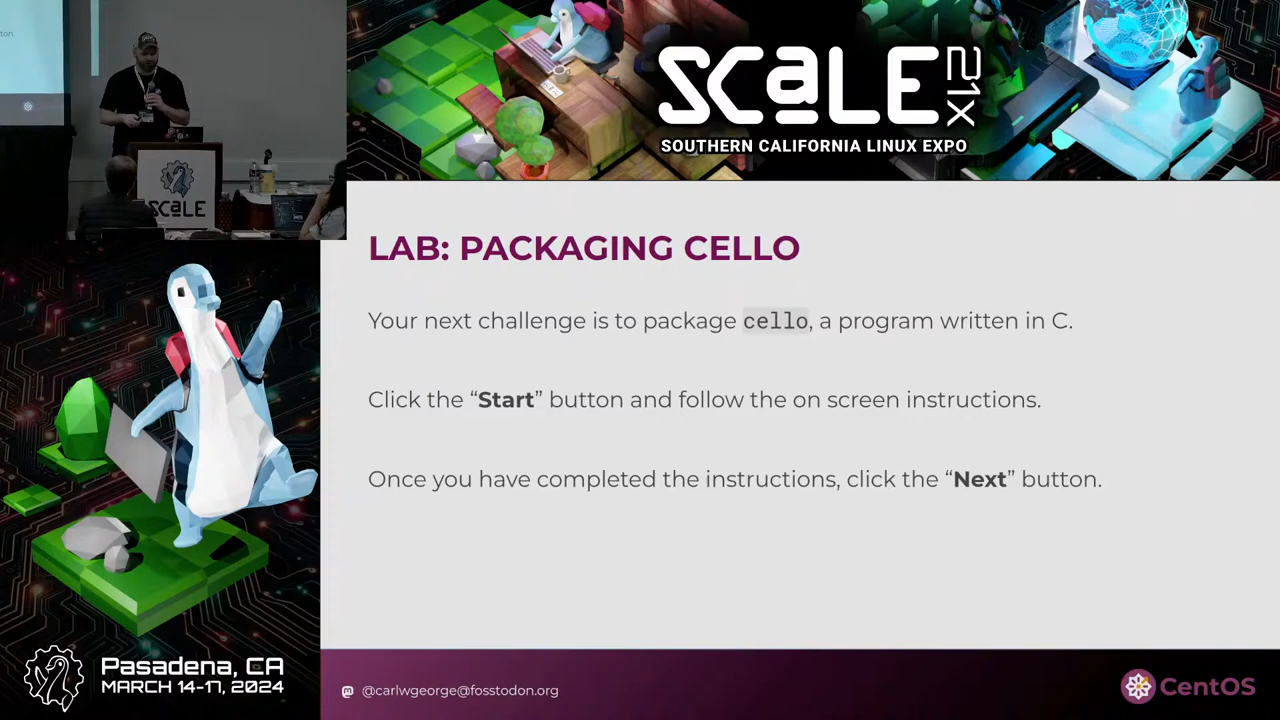 ton.
SCaLE 21x
SOUTHERN CALIFORNIA LINUX EXPO
SCaLE
LAB: PACKAGING CELLO
Your next challenge is to package cello, a program written in C.
Click the “Start” button and follow the on screen instructions.
Once you have completed the instructions, click the “Next” button.
Pasadena, CA
MARCH 14-17, 2024
@carlwgeorge@fosstodon.org
CentOS